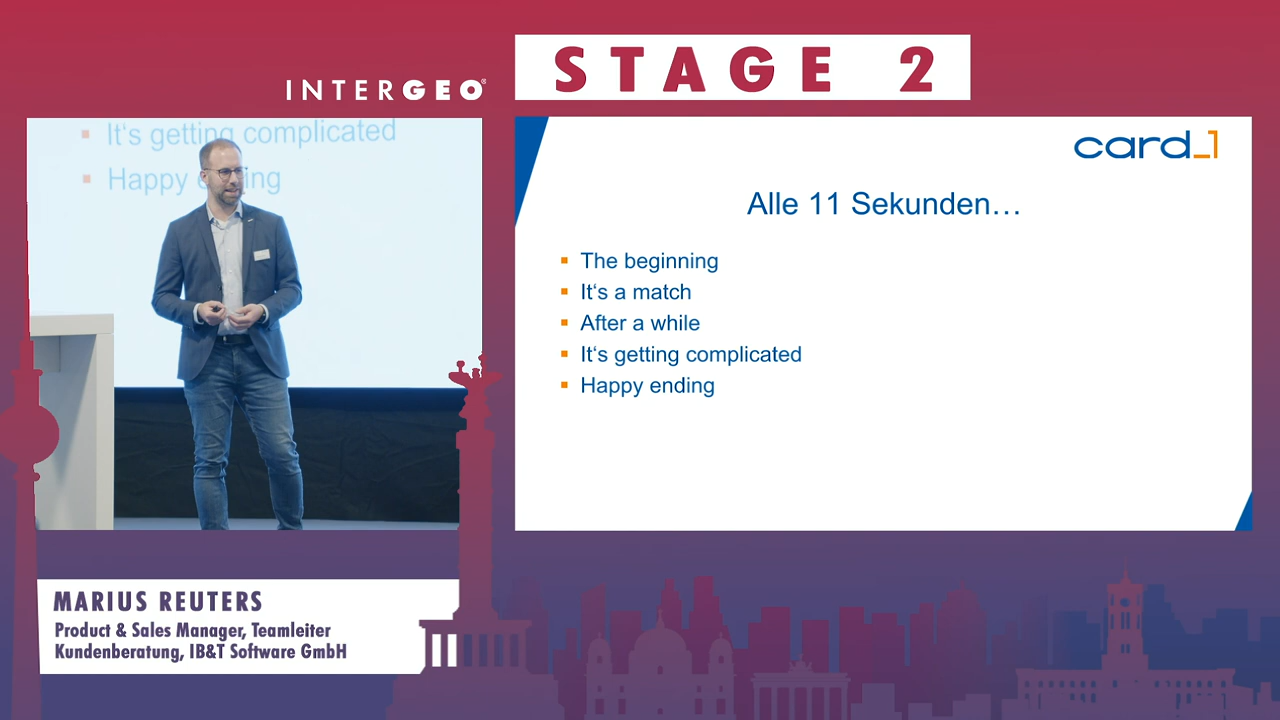 STAGE 2
INTERGEO®
It's getting complicated
Happy ending
card_1
Alle 11 Sekunden…
▪ The beginning
▪ It‘s a match
▪ After a while
▪ It‘s getting complicated
▪ Happy ending
MARIUS REUTERS
Product & Sales Manager, Teamleiter
Kundenberatung, IB&T Software GmbH